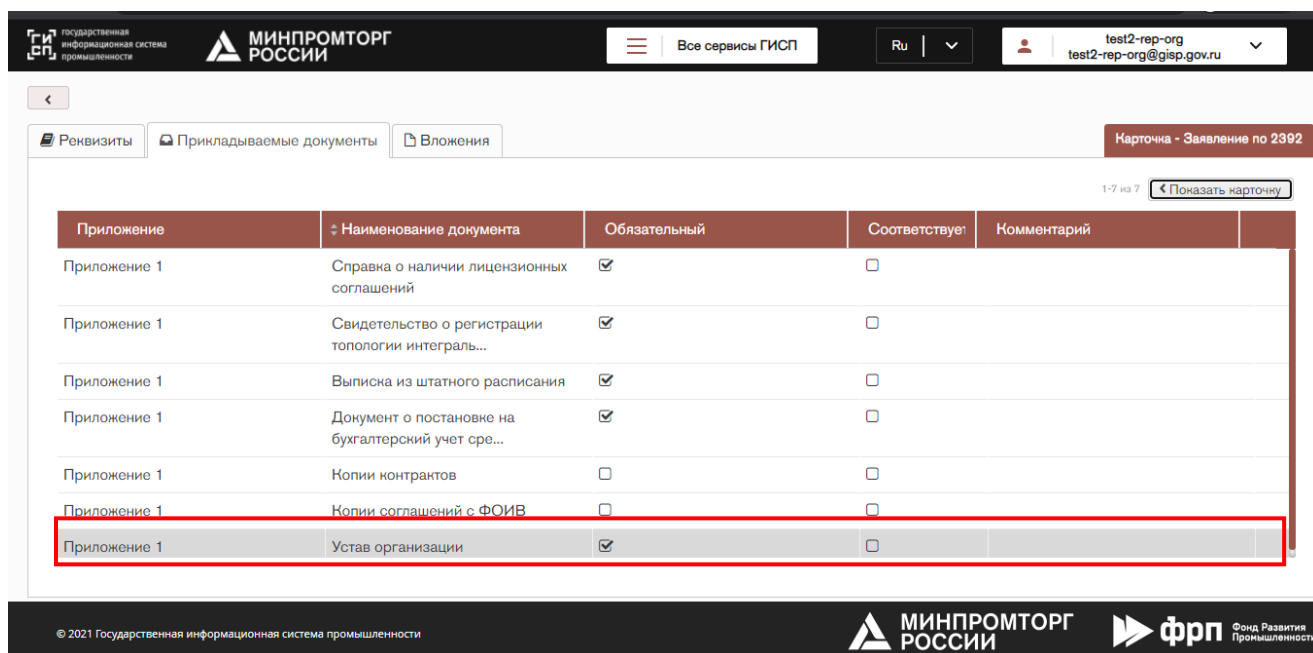 государственная
информационная система
промышленности
ГИСП
МИНПРОМТОРГ
РОССИИ
Все сервисы ГИСП
Ru
test2-rep-org
test2-rep-org@gisp.gov.ru
Реквизиты
Прикладываемые документы
Вложения
Карточка - Заявление по 2392
1-7 из 7
Показать карточку
Приложение Наименование документа Обязательный Соответствует Комментарий
Приложение 1 Справка о наличии лицензионных
соглашений
Приложение 1 Свидетельство о регистрации
топологии интеграль...
Приложение 1 Выписка из штатного расписания
Приложение 1 Документ о постановке на
бухгалтерский учет сре...
Приложение 1 Копии контрактов
Приложение 1 Копии соглашений с ФОИВ
Приложение 1 Устав организации
© 2021 Государственная информационная система промышленности
МИНПРОМТОРГ
РОССИИ
фрп
Фонд Развития
Промышленности